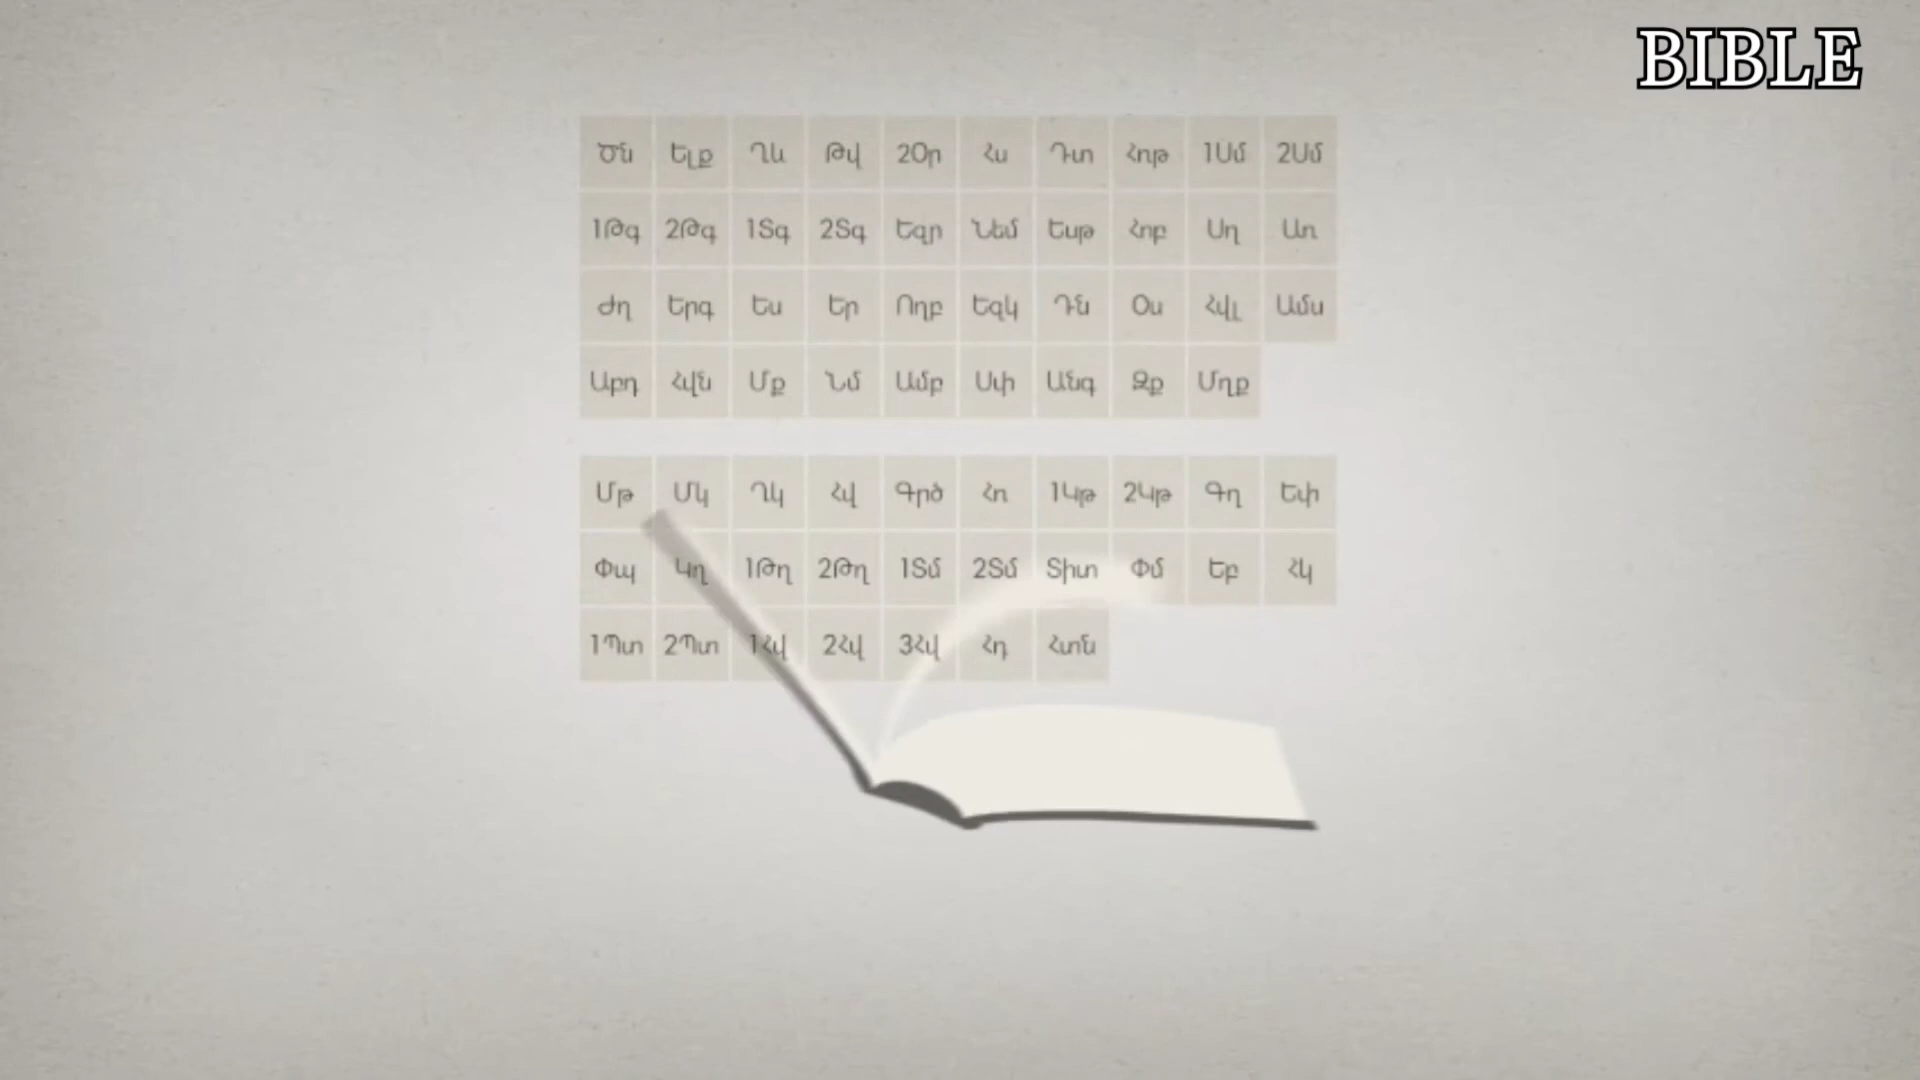 BIBLE
Ծն Ելք Ղև Թվ 2Օր Հս Դտ Հռթ 1Սմ 2Սմ
1Թգ 2Թգ 1Տգ 2Տգ Եզր Նեմ Եսթ Հոբ Սղ Առ
Ժղ Երգ Ես Եր Ողբ Եզկ Դն Օս Հվլ Ամս
Աբդ Հվն Մք Նմ Ամբ Սփ Անգ Զք Մղք
Մթ Մկ Ղկ Հվ Գրծ Հռ 1Կթ 2Կթ Գղ Եփ
Փպ Կղ 1Թղ 2Թղ 1Տմ 2Տմ Տիտ Փմ Եբ Հկ
1Պտ 2Պտ 1Հվ 2Հվ 3Հվ Հդ Հտն